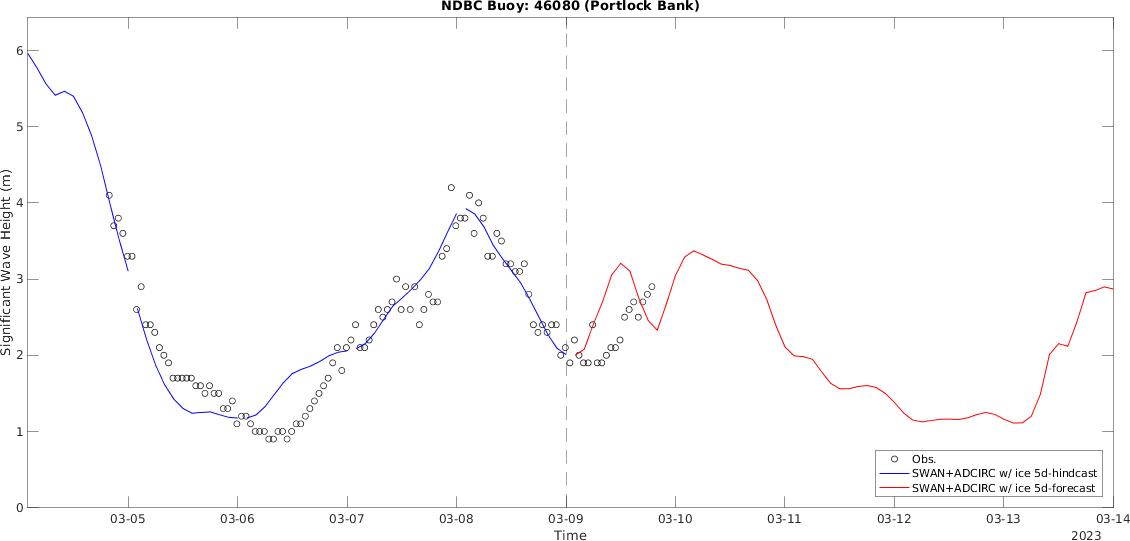 NDBC Buoy: 46080 (Portlock Bank)
6
5
4
3
2
1
0
Significant Wave Height (m)
Obs.
SWAN+ADCIRC w/ ice 5d-hindcast
SWAN+ADCIRC w/ ice 5d-forecast
03-05 03-06 03-07 03-08 03-09 03-10 03-11 03-12 03-13 03-14
Time
2023